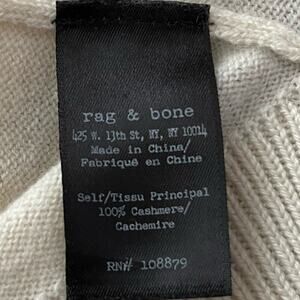 rag & bone
425 W. 13th St, NY, NY 10014
Made in China/
Fabriqué en Chine
Self/Tissu Principal
100% Cashmere/
Cachemire
RN# 108879